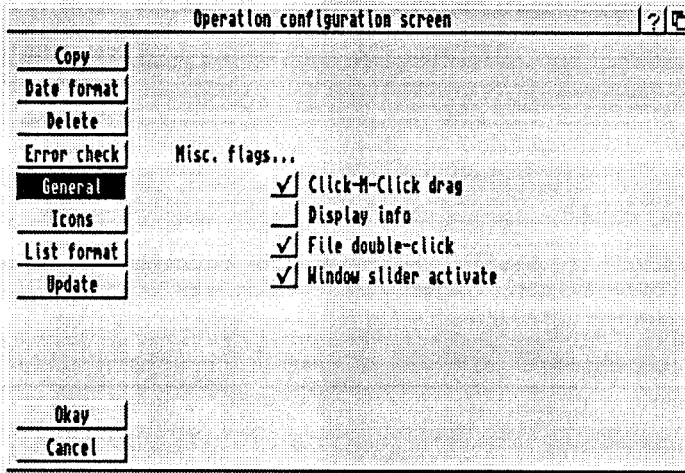 Operation configuration screen ?
Copy
Date format
Delete
Error check
Misc. flags...
General
Click-M-Click drag
Icons
Display info
List format
File double-click
Update
Window slider activate
Okay
Cancel